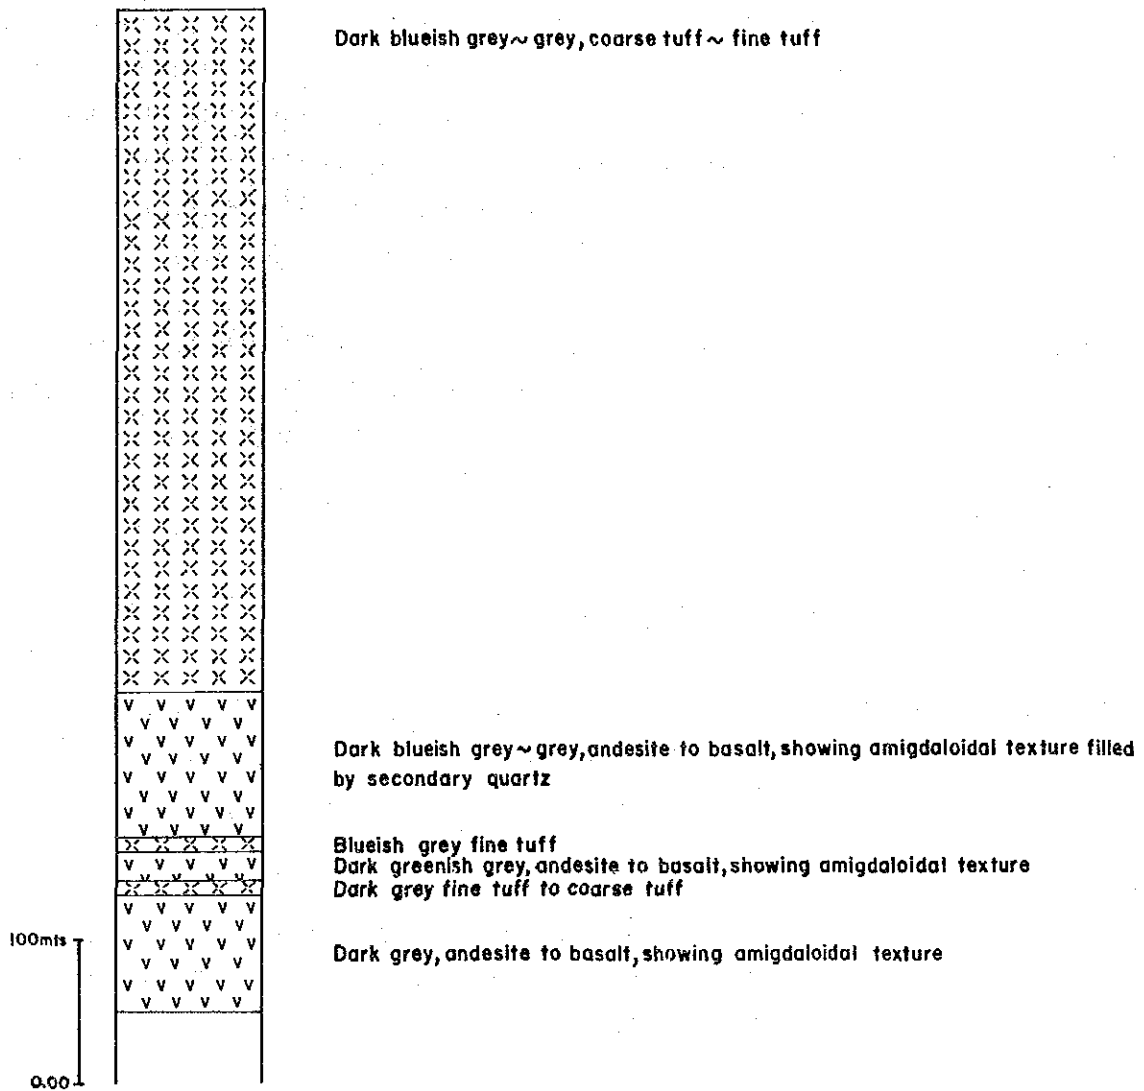 Dark blueish grey~grey, coarse tuff~fine tuff
Dark blueish grey~grey, andesite to basalt, showing amigdaloidal texture filled
by secondary quartz
Blueish grey fine tuff
Dark greenish grey, andesite to basalt, showing amigdaloidal texture
Dark grey fine tuff to coarse tuff
100mts
Dark grey, andesite to basalt, showing amigdaloidal texture
0.00